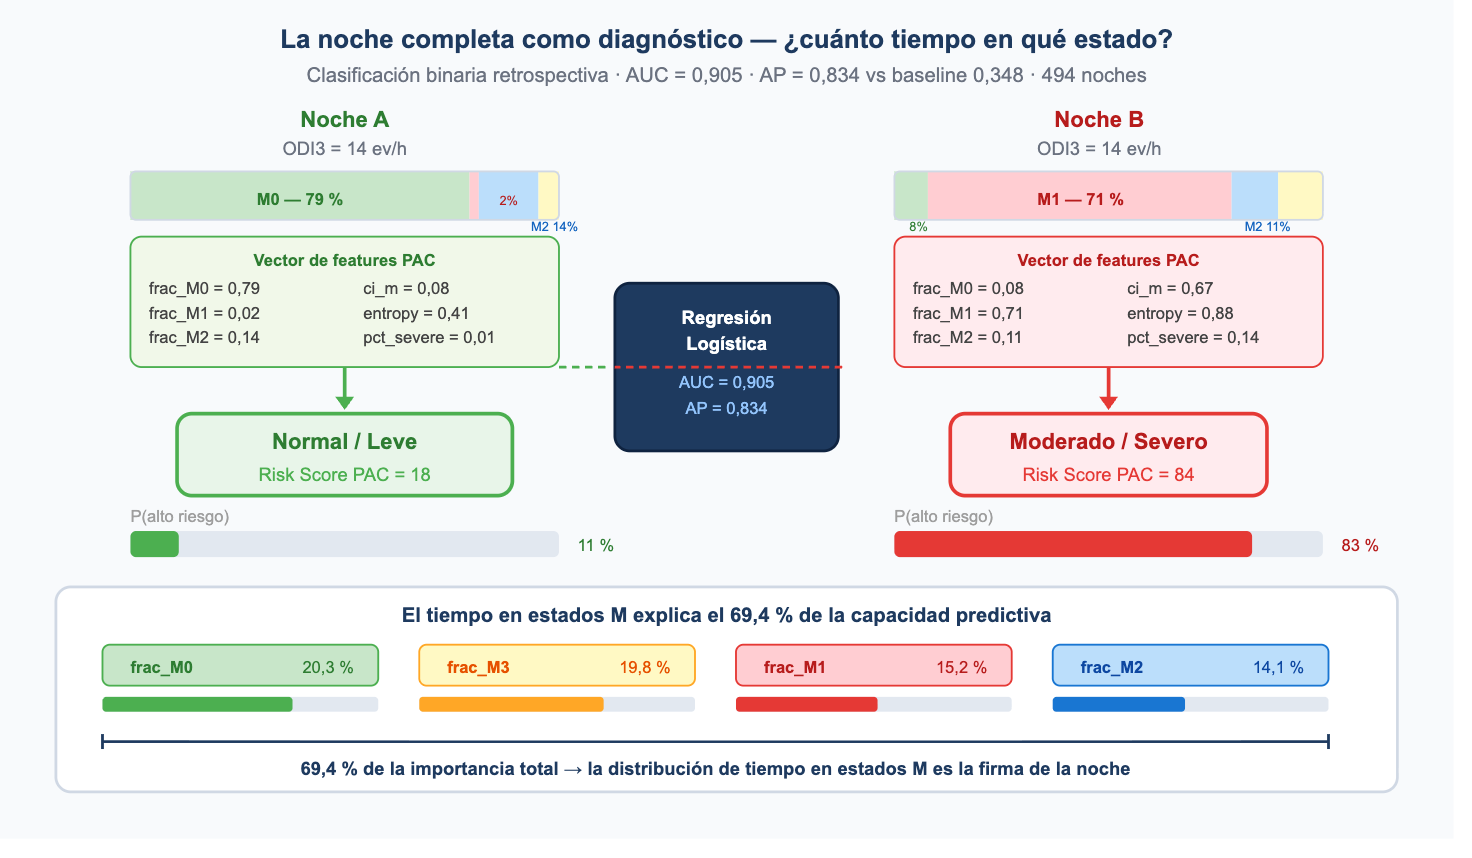 La noche completa como diagnóstico — ¿cuánto tiempo en qué estado?
Clasificación binaria retrospectiva · AUC = 0,905 · AP = 0,834 vs baseline 0,348 · 494 noches
Noche A
ODI3 = 14 ev/h
M0 — 79 %
2%
M2 14%
Vector de features PAC
frac_M0 = 0,79
ci_m = 0,08
frac_M1 = 0,02
entropy = 0,41
frac_M2 = 0,14
pct_severe = 0,01
Normal / Leve
Risk Score PAC = 18
P(alto riesgo)
11 %
Regresión
Logística
AUC = 0,905
AP = 0,834
Noche B
ODI3 = 14 ev/h
M1 — 71 %
8%
M2 11%
Vector de features PAC
frac_M0 = 0,08
ci_m = 0,67
frac_M1 = 0,71
entropy = 0,88
frac_M2 = 0,11
pct_severe = 0,14
Moderado / Severo
Risk Score PAC = 84
P(alto riesgo)
83 %
El tiempo en estados M explica el 69,4 % de la capacidad predictiva
frac_M0 20,3 %
frac_M3 19,8 %
frac_M1 15,2 %
frac_M2 14,1 %
69,4 % de la importancia total → la distribución de tiempo en estados M es la firma de la noche